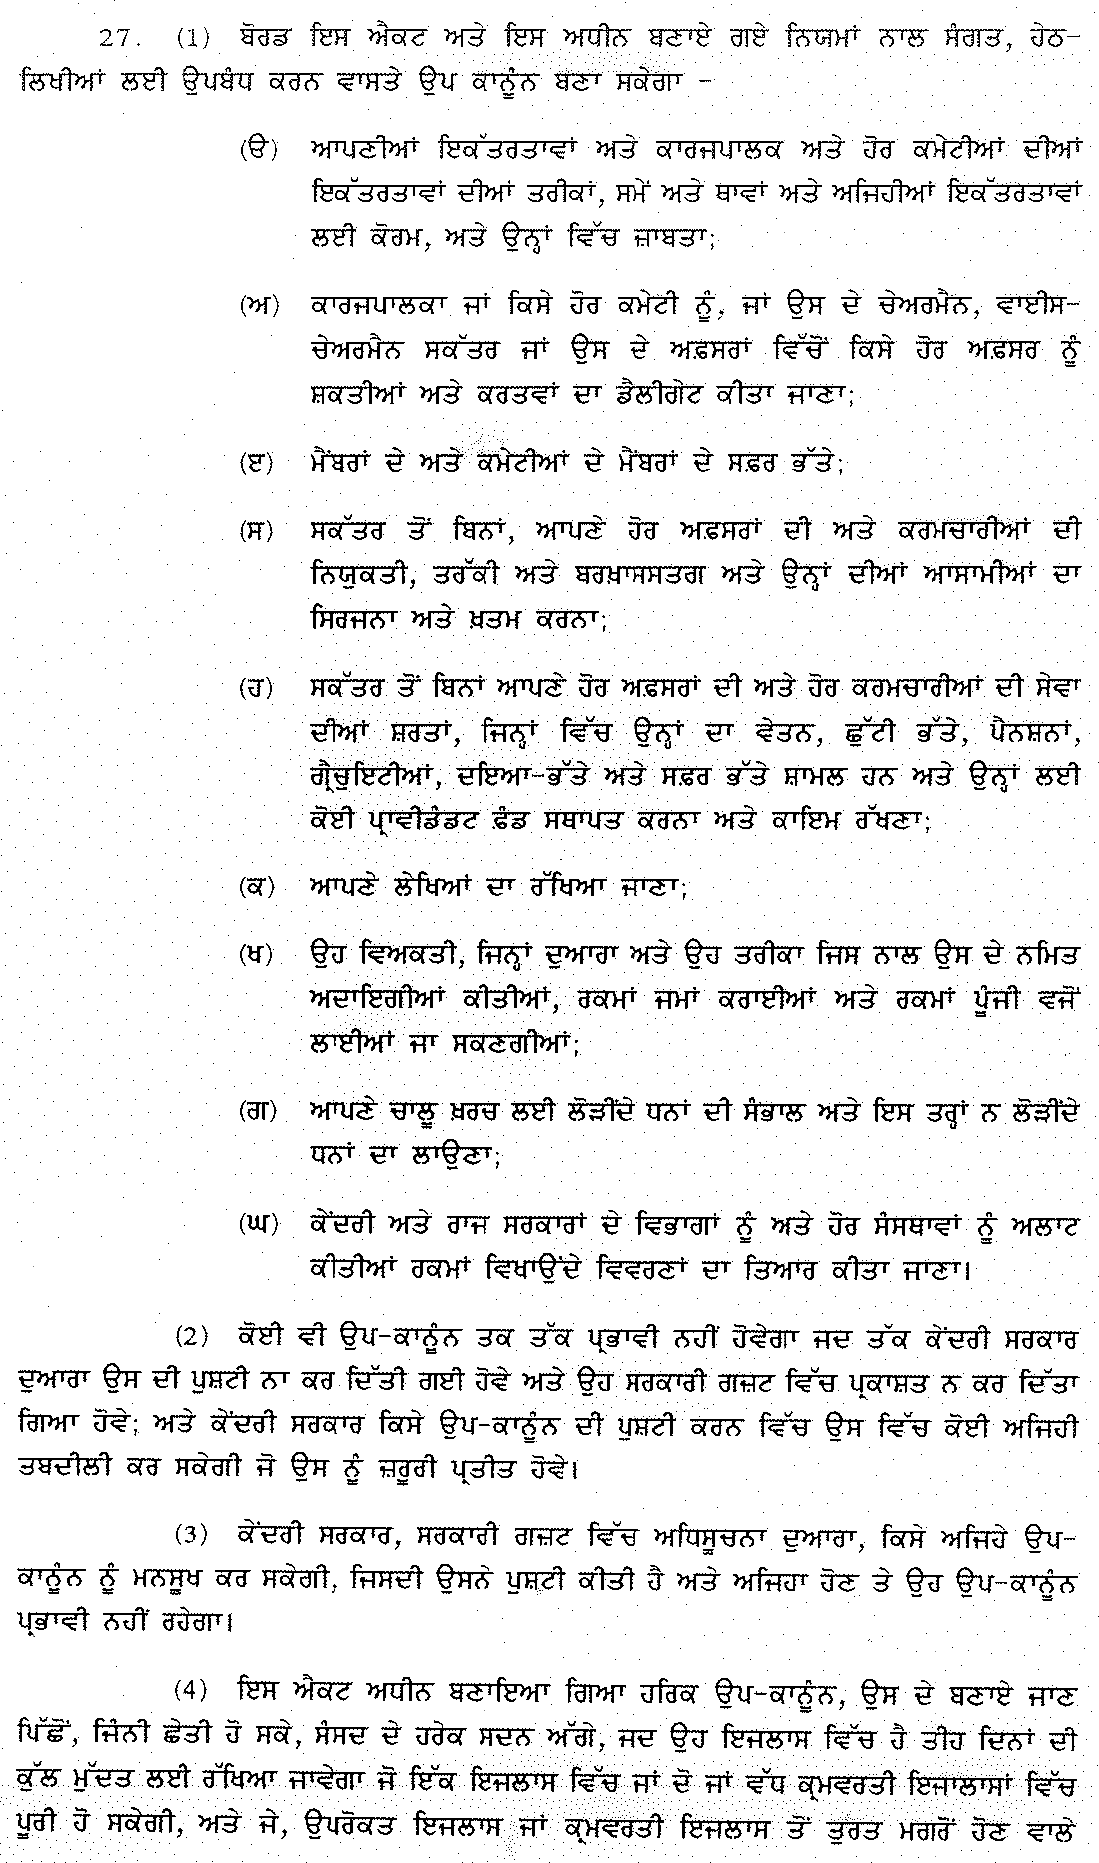 27. (1) ਬੋਰਡ ਇਸ ਐਕਟ ਅਤੇ ਇਸ ਅਧੀਨ ਬਣਾਏ ਗਏ ਨਿਯਮਾਂ ਨਾਲ ਸੰਗਤ, ਹੇਠ-
ਲਿਖੀਆਂ ਲਈ ਉਪਬੰਧ ਕਰਨ ਵਾਸਤੇ ਉਪ ਕਾਨੂੰਨ ਬਣਾ ਸਕੇਗਾ -
(ੳ) ਆਪਣੀਆਂ ਇਕੱਤਰਤਾਵਾਂ ਅਤੇ ਕਾਰਜਪਾਲਕ ਅਤੇ ਹੋਰ ਕਮੇਟੀਆਂ ਦੀਆਂ
ਇਕੱਤਰਤਾਵਾਂ ਦੀਆਂ ਤਰੀਕਾਂ, ਸਮੇਂ ਅਤੇ ਥਾਵਾਂ ਅਤੇ ਅਜਿਹੀਆਂ ਇਕੱਤਰਤਾਵਾਂ
ਲਈ ਕੋਰਮ, ਅਤੇ ਉਨ੍ਹਾਂ ਵਿੱਚ ਜ਼ਾਬਤਾ;
(ਅ) ਕਾਰਜਪਾਲਕਾ ਜਾਂ ਕਿਸੇ ਹੋਰ ਕਮੇਟੀ ਨੂੰ, ਜਾਂ ਉਸ ਦੇ ਚੇਅਰਮੈਨ, ਵਾਈਸ-
ਚੇਅਰਮੈਨ ਸਕੱਤਰ ਜਾਂ ਉਸ ਦੇ ਅਫ਼ਸਰਾਂ ਵਿੱਚੋਂ ਕਿਸੇ ਹੋਰ ਅਫ਼ਸਰ ਨੂੰ
ਸ਼ਕਤੀਆਂ ਅਤੇ ਕਰਤਵਾਂ ਦਾ ਡੈਲੀਗੇਟ ਕੀਤਾ ਜਾਣਾ;
(ੲ) ਮੈਂਬਰਾਂ ਦੇ ਅਤੇ ਕਮੇਟੀਆਂ ਦੇ ਮੈਂਬਰਾਂ ਦੇ ਸਫ਼ਰ ਭੱਤੇ;
(ਸ) ਸਕੱਤਰ ਤੋਂ ਬਿਨਾਂ, ਆਪਣੇ ਹੋਰ ਅਫ਼ਸਰਾਂ ਦੀ ਅਤੇ ਕਰਮਚਾਰੀਆਂ ਦੀ
ਨਿਯੁਕਤੀ, ਤਰੱਕੀ ਅਤੇ ਬਰਖ਼ਾਸਸਤਗ ਅਤੇ ਉਨ੍ਹਾਂ ਦੀਆਂ ਆਸਾਮੀਆਂ ਦਾ
ਸਿਰਜਨਾ ਅਤੇ ਖ਼ਤਮ ਕਰਨਾ;
(ਹ) ਸਕੱਤਰ ਤੋਂ ਬਿਨਾਂ ਆਪਣੇ ਹੋਰ ਅਫ਼ਸਰਾਂ ਦੀ ਅਤੇ ਹੋਰ ਕਰਮਚਾਰੀਆਂ ਦੀ ਸੇਵਾ
ਦੀਆਂ ਸ਼ਰਤਾਂ, ਜਿਨ੍ਹਾਂ ਵਿੱਚ ਉਨ੍ਹਾਂ ਦਾ ਵੇਤਨ, ਛੁੱਟੀ ਭੱਤੇ, ਪੈਨਸ਼ਨਾਂ,
ਗ੍ਰੈਚੁਇਟੀਆਂ, ਦਇਆ-ਭੱਤੇ ਅਤੇ ਸਫ਼ਰ ਭੱਤੇ ਸ਼ਾਮਲ ਹਨ ਅਤੇ ਉਨ੍ਹਾਂ ਲਈ
ਕੋਈ ਪ੍ਰਾਵੀਡੰਡਟ ਫ਼ੰਡ ਸਥਾਪਤ ਕਰਨਾ ਅਤੇ ਕਾਇਮ ਰੱਖਣਾ;
(ਕ) ਆਪਣੇ ਲੇਖਿਆਂ ਦਾ ਰੱਖਿਆ ਜਾਣਾ;
(ਖ) ਉਹ ਵਿਅਕਤੀ, ਜਿਨ੍ਹਾਂ ਦੁਆਰਾ ਅਤੇ ਉਹ ਤਰੀਕਾ ਜਿਸ ਨਾਲ ਉਸ ਦੇ ਨਮਿਤ
ਅਦਾਇਗੀਆਂ ਕੀਤੀਆਂ, ਰਕਮਾਂ ਜਮਾਂ ਕਰਾਈਆਂ ਅਤੇ ਰਕਮਾਂ ਪੂੰਜੀ ਵਜੋਂ
ਲਾਈਆਂ ਜਾ ਸਕਣਗੀਆਂ;
(ਗ) ਆਪਣੇ ਚਾਲੂ ਖ਼ਰਚ ਲਈ ਲੋੜੀਂਦੇ ਧਨਾਂ ਦੀ ਸੰਭਾਲ ਅਤੇ ਇਸ ਤਰ੍ਹਾਂ ਨ ਲੋੜੀਂਦੇ
ਧਨਾਂ ਦਾ ਲਾਉਣਾ;
(ਘ) ਕੇਂਦਰੀ ਅਤੇ ਰਾਜ ਸਰਕਾਰਾਂ ਦੇ ਵਿਭਾਗਾਂ ਨੂੰ ਅਤੇ ਹੋਰ ਸੰਸਥਾਵਾਂ ਨੂੰ ਅਲਾਟ
ਕੀਤੀਆਂ ਰਕਮਾਂ ਵਿਖਾਉਂਦੇ ਵਿਵਰਣਾਂ ਦਾ ਤਿਆਰ ਕੀਤਾ ਜਾਣਾ।
(2) ਕੋਈ ਵੀ ਉਪ-ਕਾਨੂੰਨ ਤਕ ਤੱਕ ਪ੍ਰਭਾਵੀ ਨਹੀਂ ਹੋਵੇਗਾ ਜਦ ਤੱਕ ਕੇਂਦਰੀ ਸਰਕਾਰ
ਦੁਆਰਾ ਉਸ ਦੀ ਪੁਸ਼ਟੀ ਨਾ ਕਰ ਦਿੱਤੀ ਗਈ ਹੋਵੇ ਅਤੇ ਉਹ ਸਰਕਾਰੀ ਗਜ਼ਟ ਵਿੱਚ ਪ੍ਰਕਾਸ਼ਤ ਨ ਕਰ ਦਿੱਤਾ
ਗਿਆ ਹੋਵੇ; ਅਤੇ ਕੇਂਦਰੀ ਸਰਕਾਰ ਕਿਸੇ ਉਪ-ਕਾਨੂੰਨ ਦੀ ਪੁਸ਼ਟੀ ਕਰਨ ਵਿੱਚ ਉਸ ਵਿੱਚ ਕੋਈ ਅਜਿਹੀ
ਤਬਦੀਲੀ ਕਰ ਸਕੇਗੀ ਜੋ ਉਸ ਨੂੰ ਜ਼ਰੂਰੀ ਪ੍ਰਤੀਤ ਹੋਵੇ।
(3) ਕੇਂਦਰੀ ਸਰਕਾਰ, ਸਰਕਾਰੀ ਗਜ਼ਟ ਵਿੱਚ ਅਧਿਸੂਚਨਾ ਦੁਆਰਾ, ਕਿਸੇ ਅਜਿਹੇ ਉਪ-
ਕਾਨੂੰਨ ਨੂੰ ਮਨਸੂਖ ਕਰ ਸਕੇਗੀ, ਜਿਸਦੀ ਉਸਨੇ ਪੁਸ਼ਟੀ ਕੀਤੀ ਹੈ ਅਤੇ ਅਜਿਹਾ ਹੋਣ ਤੇ ਉਹ ਉਪ-ਕਾਨੂੰਨ
ਪ੍ਰਭਾਵੀ ਨਹੀਂ ਰਹੇਗਾ।
(4) ਇਸ ਐਕਟ ਅਧੀਨ ਬਣਾਇਆ ਗਿਆ ਹਰਿਕ ਉਪ-ਕਾਨੂੰਨ, ਉਸ ਦੇ ਬਣਾਏ ਜਾਣ
ਪਿੱਛੋਂ, ਜਿੰਨੀ ਛੇਤੀ ਹੋ ਸਕੇ, ਸੰਸਦ ਦੇ ਹਰੇਕ ਸਦਨ ਅੱਗੇ, ਜਦ ਉਹ ਇਜਲਾਸ ਵਿੱਚ ਹੈ ਤੀਹ ਦਿਨਾਂ ਦੀ
ਕੁੱਲ ਮੁੱਦਤ ਲਈ ਰੱਖਿਆ ਜਾਵੇਗਾ ਜੋ ਇੱਕ ਇਜਲਾਸ ਵਿੱਚ ਜਾਂ ਦੋ ਜਾਂ ਵੱਧ ਕ੍ਰਮਵਰਤੀ ਇਜਾਲਾਸਾਂ ਵਿੱਚ
ਪੂਰੀ ਹੋ ਸਕੇਗੀ, ਅਤੇ ਜੇ, ਉਪਰੋਕਤ ਇਜਲਾਸ ਜਾਂ ਕ੍ਰਮਵਰਤੀ ਇਜਲਾਸ ਤੋਂ ਤੁਰਤ ਮਗਰੋਂ ਹੋਣ ਵਾਲੇ